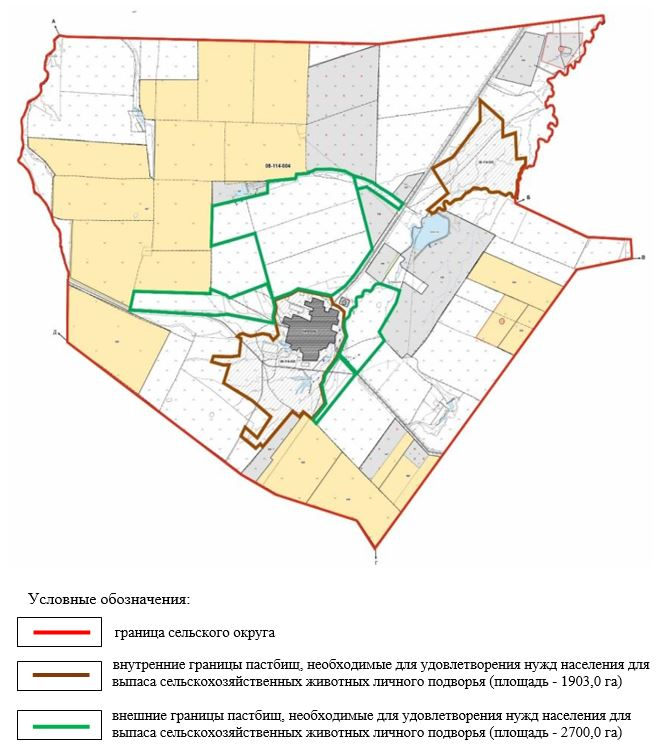 А
08-114-004
Б
В
Д
Г
Условные обозначения:
граница сельского округа
внутренние границы пастбищ, необходимые для удовлетворения нужд населения для
выпаса сельскохозяйственных животных личного подворья (площадь - 1903,0 га)
внешние границы пастбищ, необходимые для удовлетворения нужд населения для
выпаса сельскохозяйственных животных личного подворья (площадь - 2700,0 га)